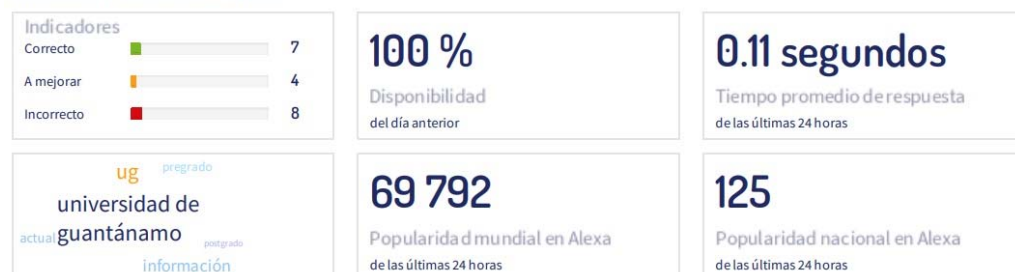 Indicadores
Correcto 7
A mejorar 4
Incorrecto 8
100 %
Disponibilidad
del día anterior
0.11 segundos
Tiempo promedio de respuesta
de las últimas 24 horas
ug pregrado
universidad de
actual guantánamo postgrado
información
69 792
Popularidad mundial en Alexa
de las últimas 24 horas
125
Popularidad nacional en Alexa
de las últimas 24 horas